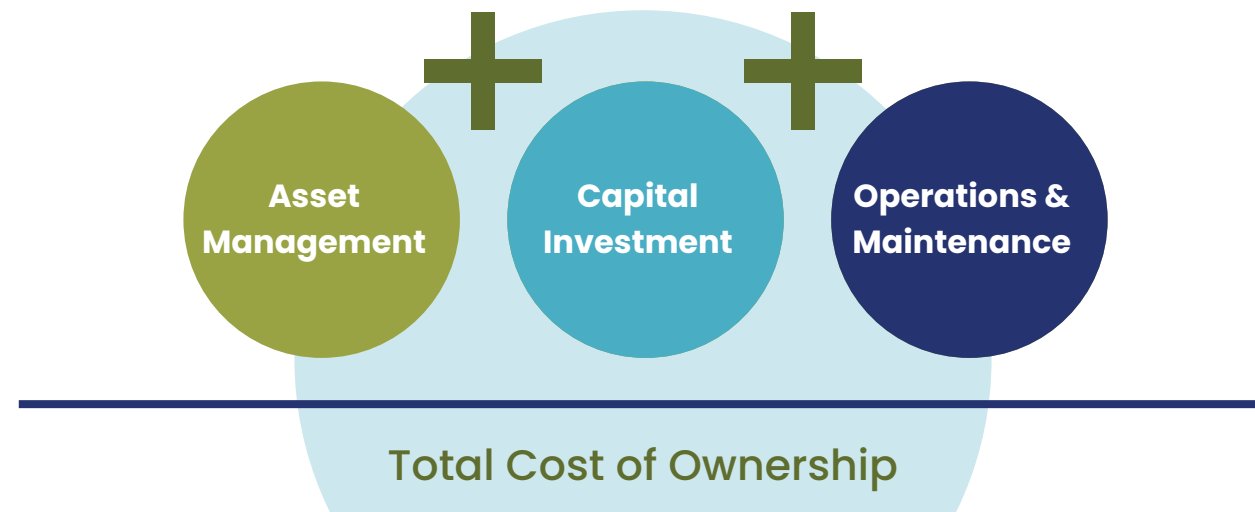 Asset
Management
Capital
Investment
Operations &
Maintenance
Total Cost of Ownership